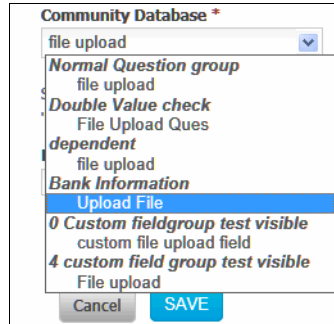 Community Database *
file upload
Normal Question group
file upload
Double Value check
File Upload Ques
dependent
file upload
Bank Information
Upload File
0 Custom fieldgroup test visible
custom file upload field
4 custom field group test visible
File upload
Cancel
SAVE